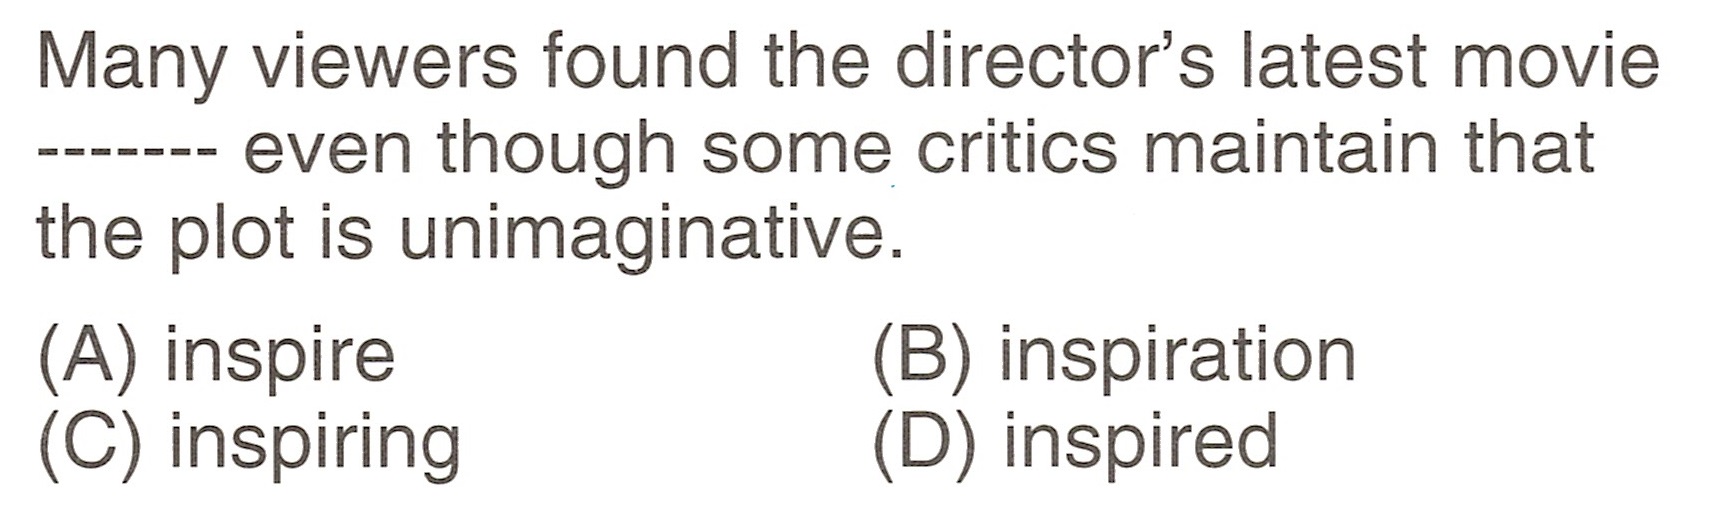 Many viewers found the director’s latest movie
------- even though some critics maintain that
the plot is unimaginative.
(A) inspire (B) inspiration
(C) inspiring (D) inspired